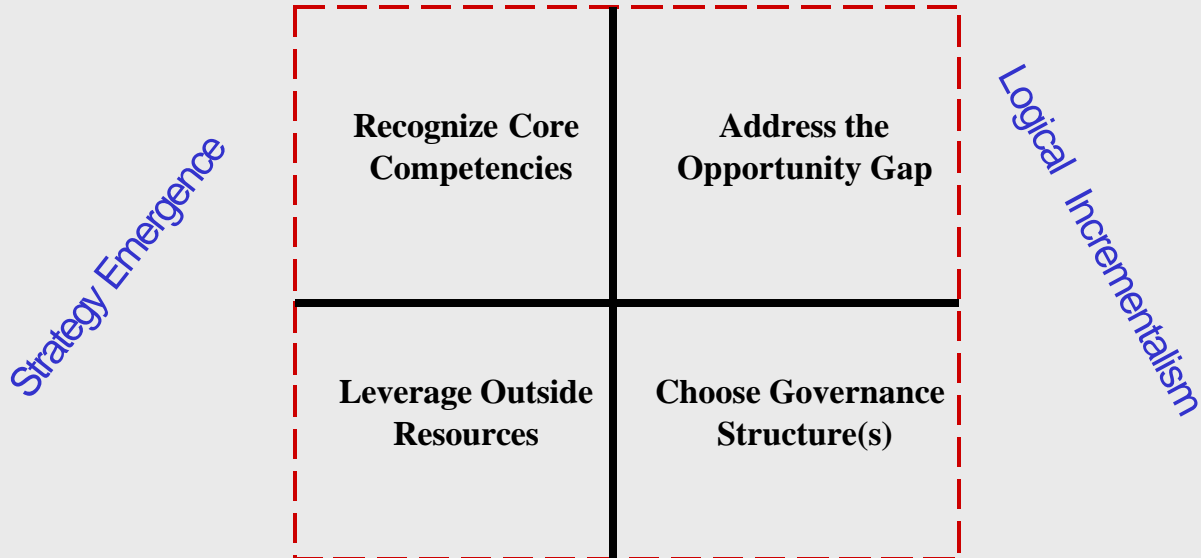 Strategy Emergence
Recognize Core
Competencies
Address the
Opportunity Gap
Logical Incrementalism
Leverage Outside
Resources
Choose Governance
Structure(s)